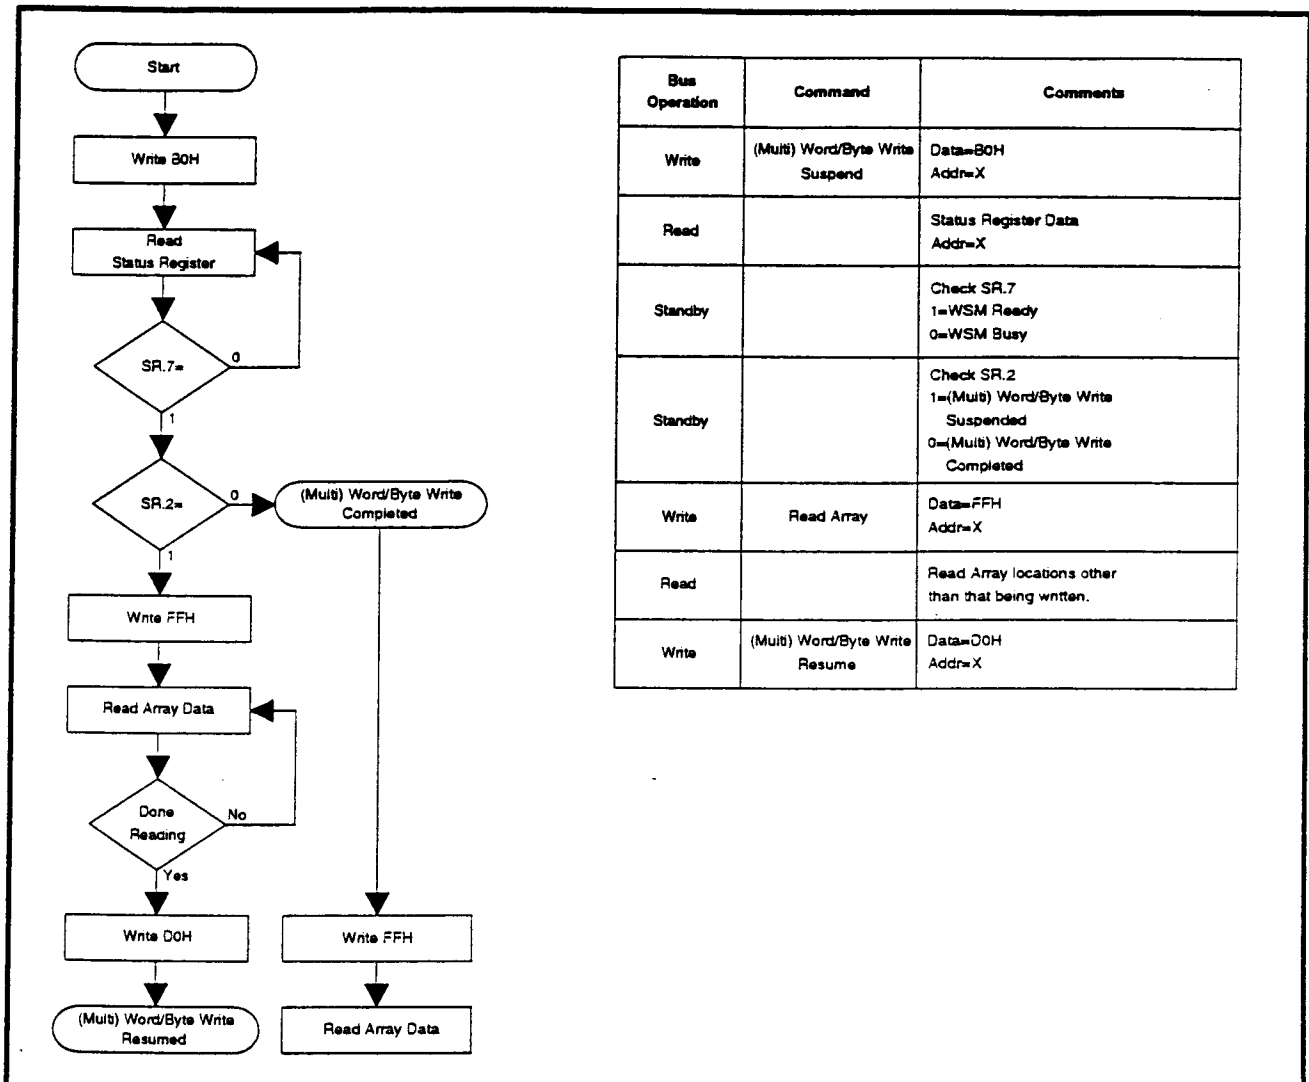 Start
Write B0H
Read
Status Register
SR.7=
0
1
SR.2=
0
1
(Multi) Word/Byte Write
Completed
Write FFH
Read Array Data
Done
Reading
No
Yes
Write D0H
Write FFH
(Multi) Word/Byte Write
Resumed
Read Array Data
Bus
Operation
Command
Comments
Write
(Multi) Word/Byte Write
Suspend
Data=B0H
Addr=X
Read
Status Register Data
Addr=X
Standby
Check SR.7
1=WSM Ready
0=WSM Busy
Standby
Check SR.2
1=(Multi) Word/Byte Write
Suspended
0=(Multi) Word/Byte Write
Completed
Write
Read Array
Data=FFH
Addr=X
Read
Read Array locations other
than that being written.
Write
(Multi) Word/Byte Write
Resume
Data=D0H
Addr=X